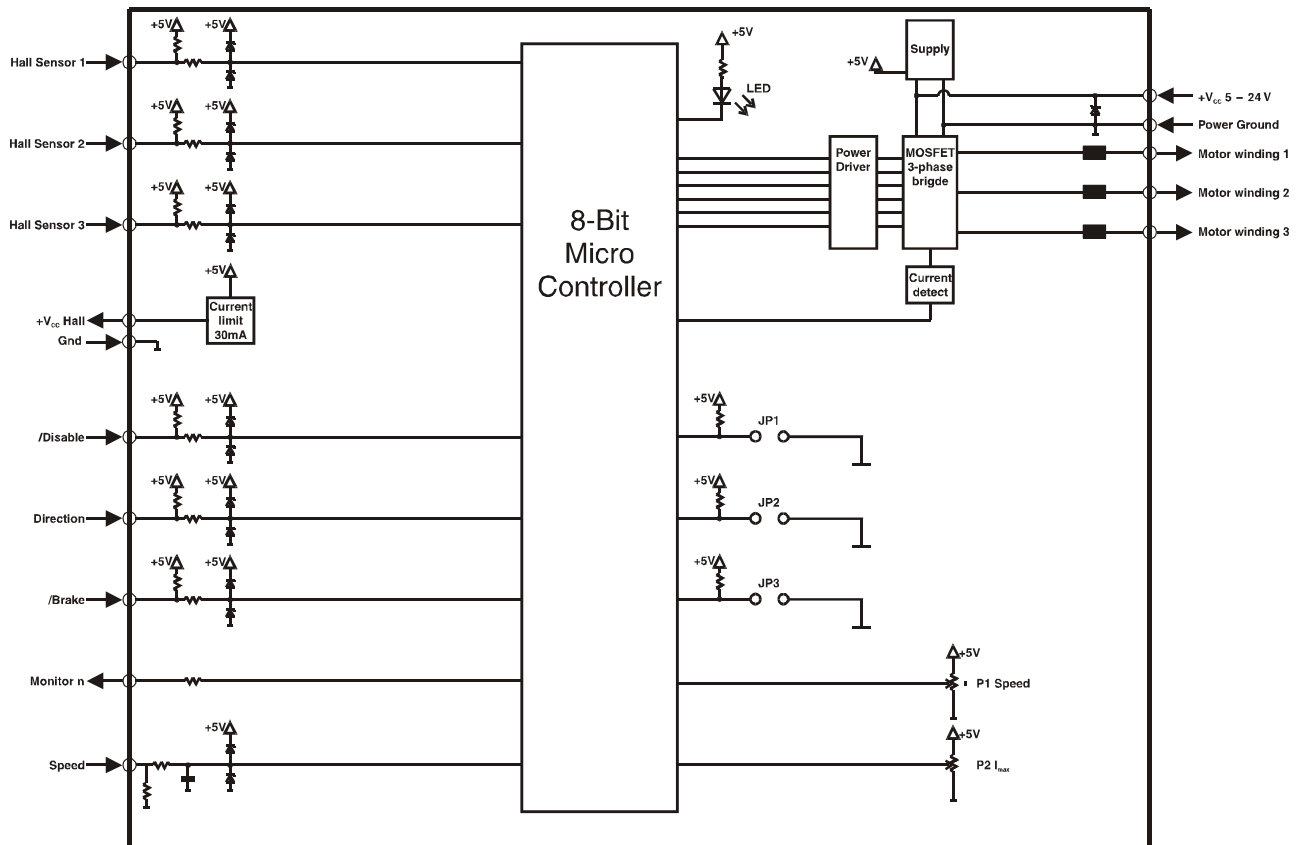 +5V
+5V
Hall Sensor 1
+5V
+5V
Hall Sensor 2
+5V
+5V
Hall Sensor 3
+5V
Current
limit
30mA
+Vcc Hall
Gnd
+5V
+5V
/Disable
+5V
+5V
Direction
+5V
+5V
/Brake
Monitor n
+5V
Speed
8-Bit
Micro
Controller
+5V
LED
+5V
Supply
+Vcc 5 – 24 V
Power Ground
Power
Driver
MOSFET
3-phase
brigde
Motor winding 1
Motor winding 2
Motor winding 3
Current
detect
+5V
JP1
+5V
JP2
+5V
JP3
+5V
P1 Speed
+5V
P2 Imax